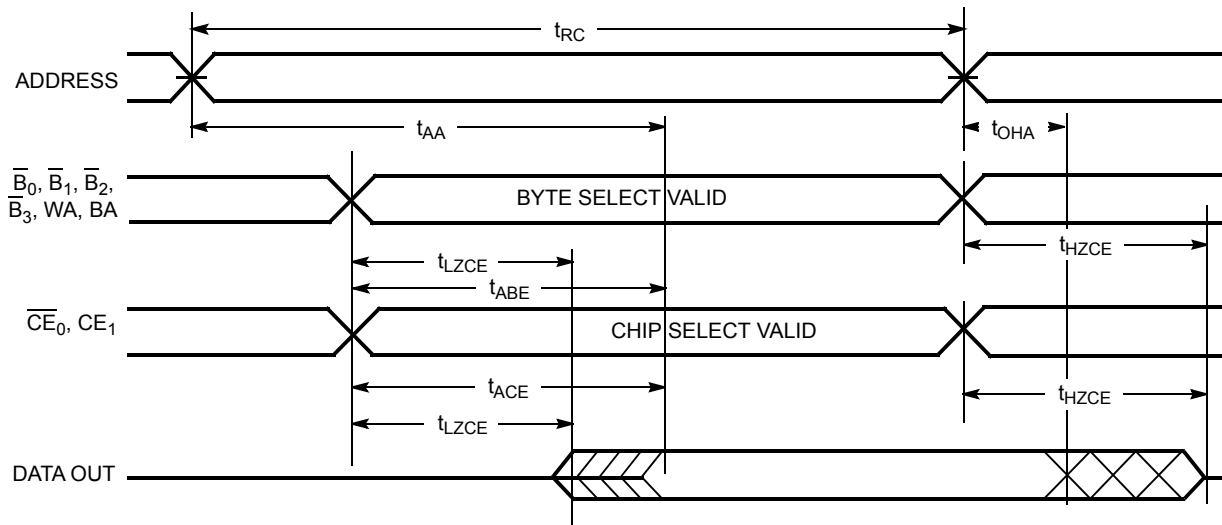 tRC
ADDRESS
tAA
tOHA
B̅0, B̅1, B̅2,
B̅3, WA, BA
BYTE SELECT VALID
tLZCE
tHZCE
tABE
C̅E̅0, CE1
CHIP SELECT VALID
tACE
tHZCE
tLZCE
DATA OUT